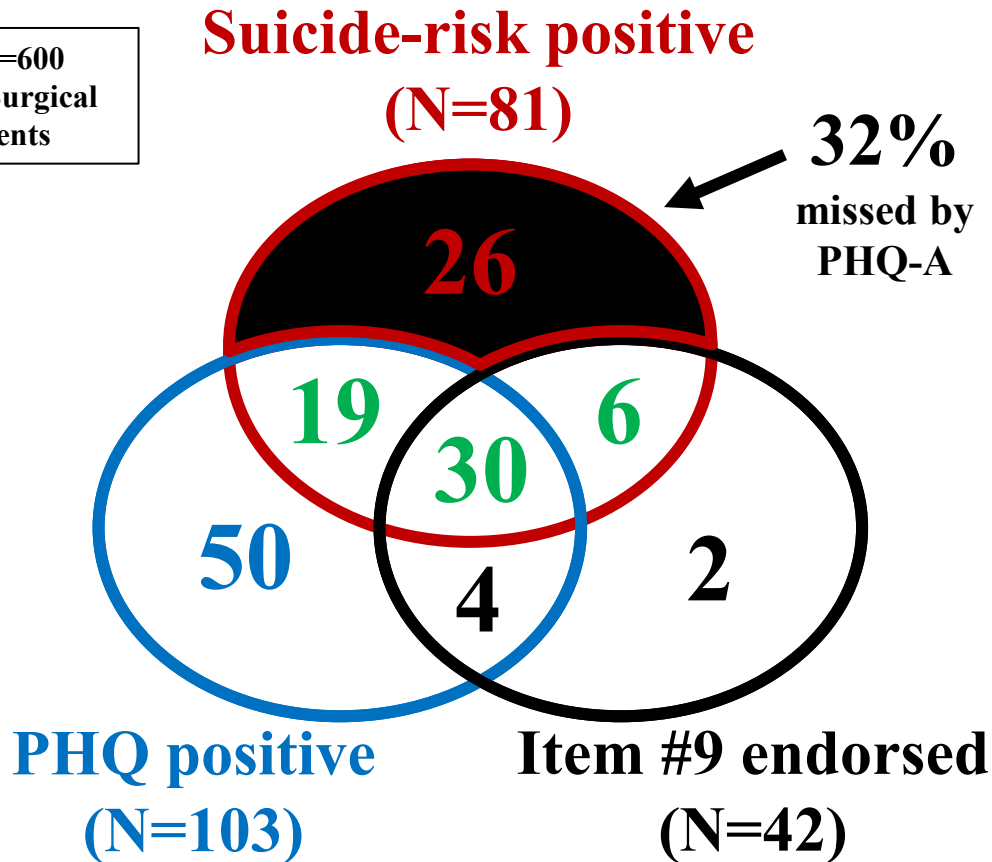 Suicide-risk positive
(N=81)
=600
urgical
ents
32%
missed by
PHQ-A
26
19
6
30
50
4
2
PHQ positive
(N=103)
Item #9 endorsed
(N=42)